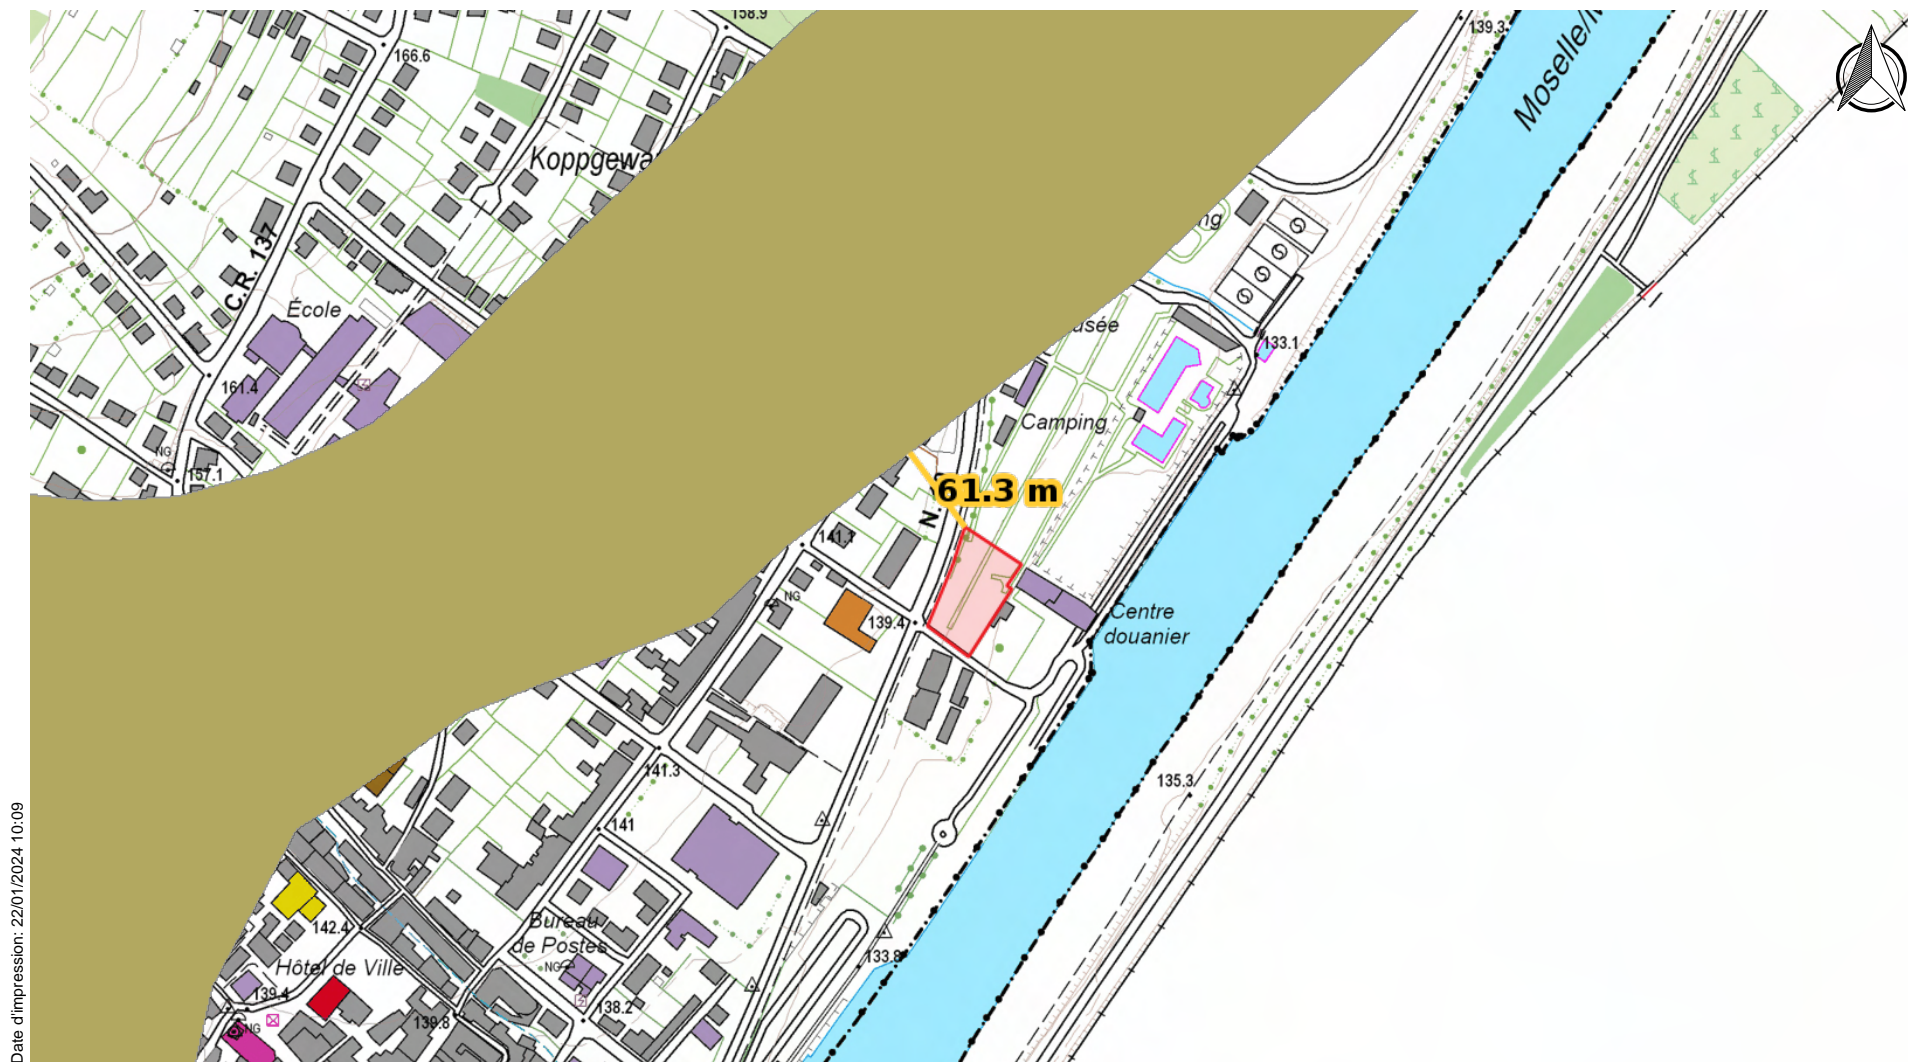 158.9
139.3
166.6
Moselle/M
Koppgewa
ng
C.R. 137
École
usée
133.1
161.4
Camping
NG
157.1
61.3 m
N.
141.1
NG
139.4
Centre
douanier
141.3
135.3
141
142.4
Bureau
de Postes
133.8
Hôtel de Ville
NG
139.4
138.2
139.8
NG
Date d'impression: 22/01/2024 10:09